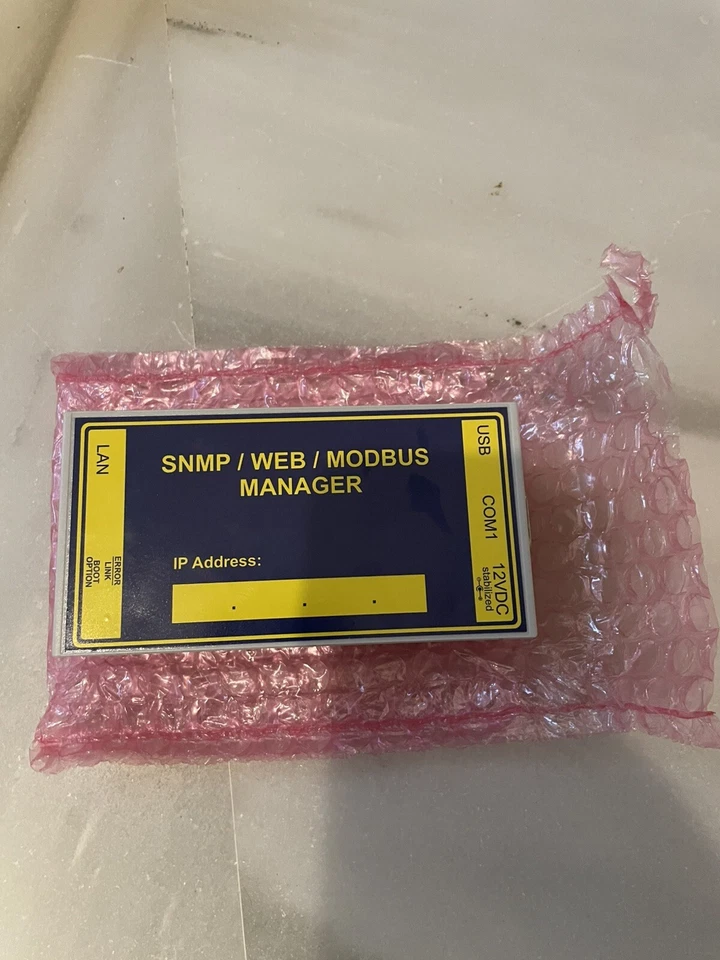 SNMP / WEB / MODBUS
MANAGER
IP Address:
. . .
LAN
ERROR
LINK
BOOT
OPTION
USB
COM1
12VDC
stabilized